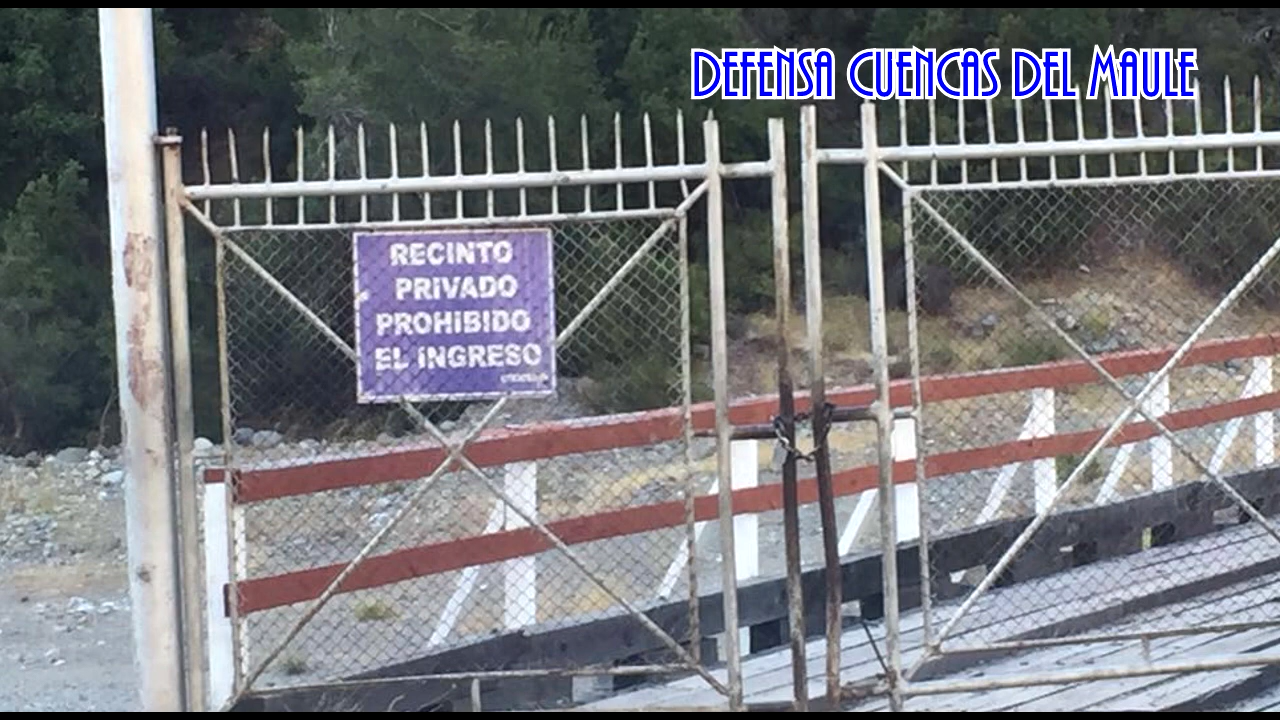 DEFENSA CUENCAS DEL MAULE
RECINTO
PRIVADO
PROHIBIDO
EL INGRESO